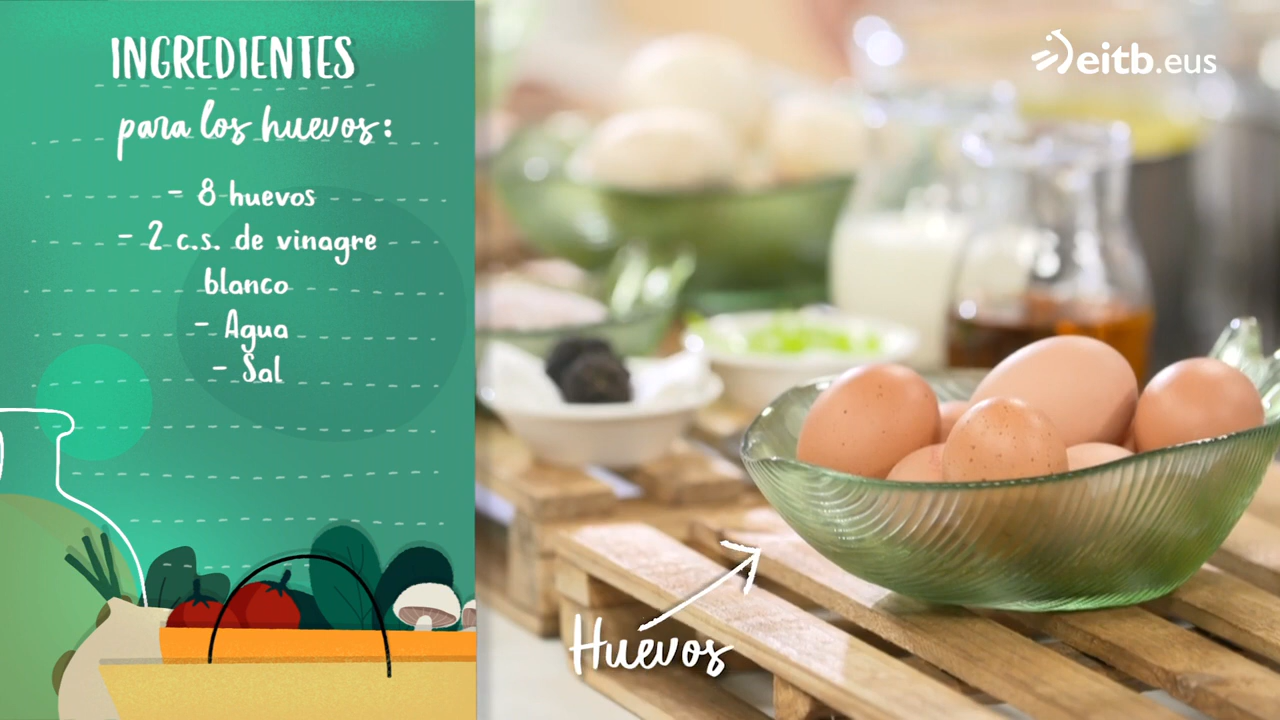 INGREDIENTES
para los huevos:
- 8 huevos
- 2 c.s. de vinagre
blanco
- Agua
- Sal
eitb.eus
Huevos